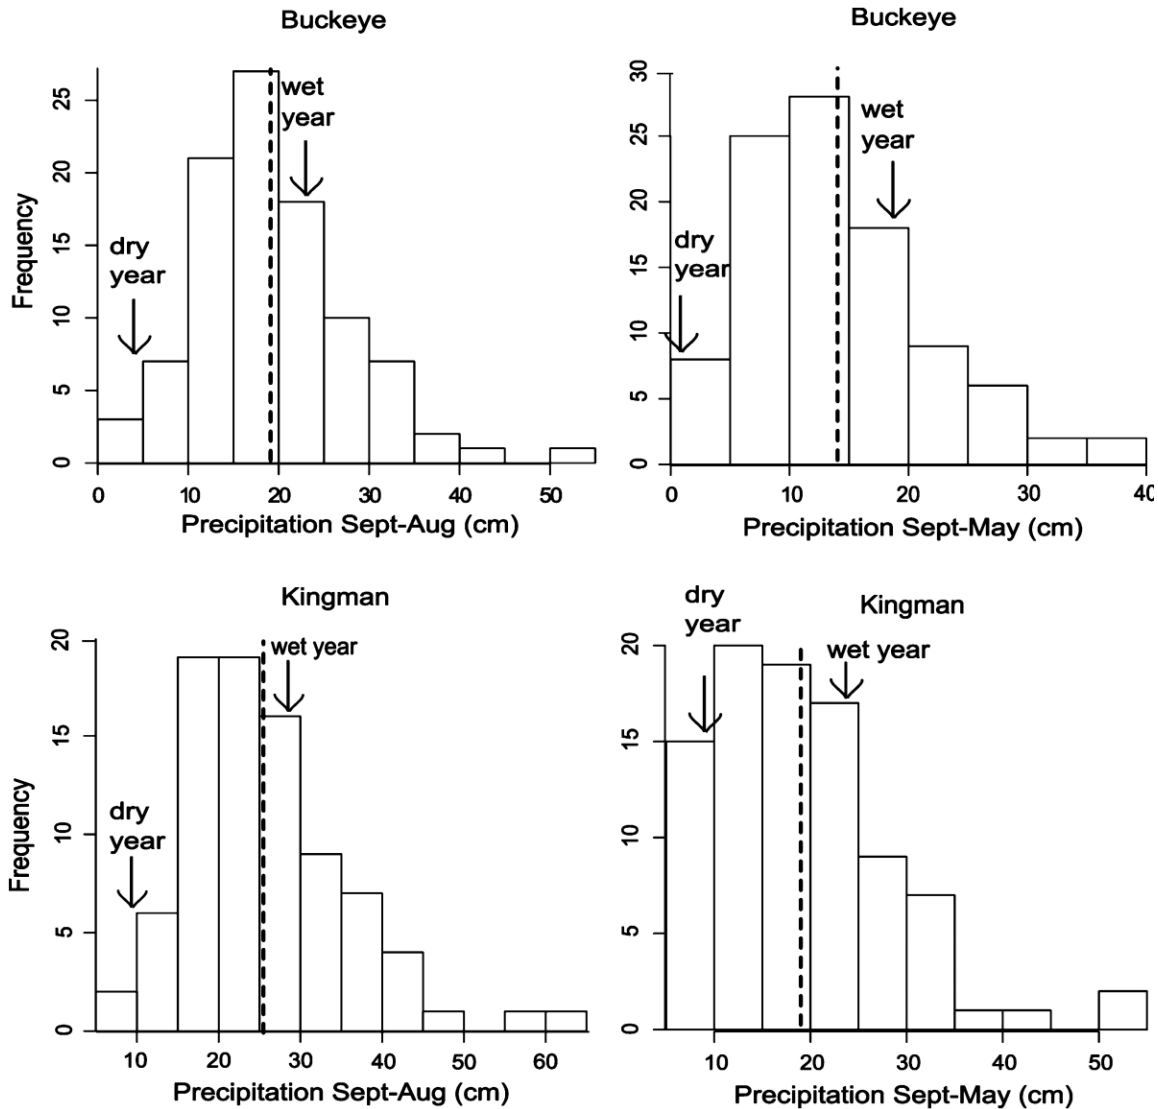 Buckeye
Frequency
25
20
15
10
5
0
wet
year
dry
year
0 10 20 30 40 50
Precipitation Sept-Aug (cm)
Buckeye
30
25
20
15
10
5
0
wet
year
dry
year
0 10 20 30 40
Precipitation Sept-May (cm)
Kingman
Frequency
20
15
10
5
0
wet year
dry
year
10 20 30 40 50 60
Precipitation Sept-Aug (cm)
Kingman
20
15
10
5
0
dry
year
wet year
10 20 30 40 50
Precipitation Sept-May (cm)